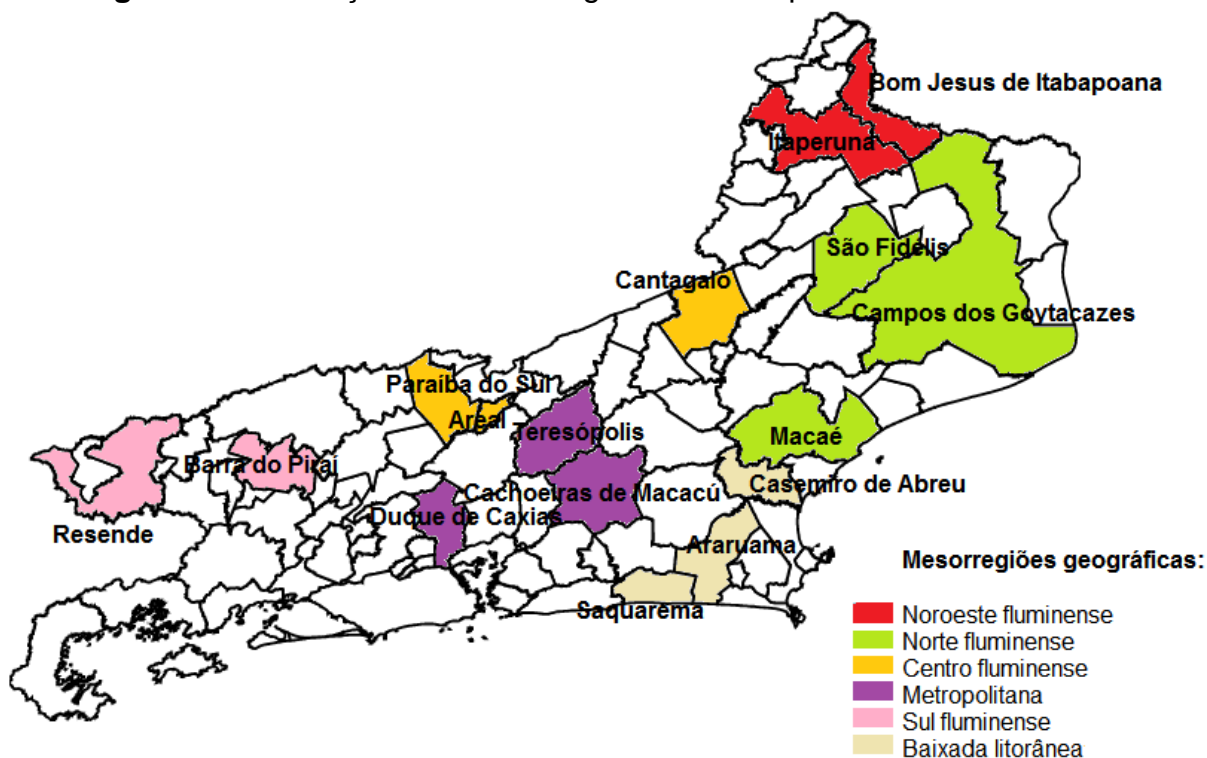 Bom Jesus de Itabapoana
Itaperuna
São Fidélis
Cantagalo
Campos dos Goytacazes
Paraíba do Sul
Areal
Teresópolis
Macaé
Barra do Piraí
Cachoeiras de Macacú
Casemiro de Abreu
Duque de Caxias
Resende
Araruama
Saquarema
Mesorregiões geográficas:
Noroeste fluminense
Norte fluminense
Centro fluminense
Metropolitana
Sul fluminense
Baixada litorânea